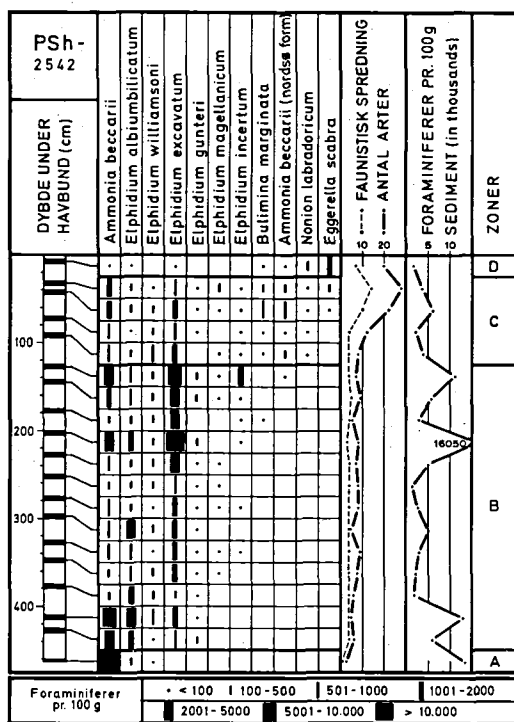 PSh-
2542
DYBDE UNDER
HAVBUND (cm)
Ammonia beccarii
Elphidium albiumbilicatum
Elphidium williamsoni
Elphidium excavatum
Elphidium gunteri
Elphidium magellanicum
Elphidium incertum
Bulimina marginata
Ammonia beccarii (nordsø form)
Nonion labradoricum
Eggerella scabra
FAUNISTISK SPREDNING
ANTAL ARTER
10 20
FORAMINIFERER PR. 100g
SEDIMENT (in thousands)
5 10
ZONER
D
C
100
200
16050
B
300
400
A
Foraminiferer
pr. 100 g
< 100 100-500 501-1000 1001-2000
2001-5000 5001-10.000 > 10.000